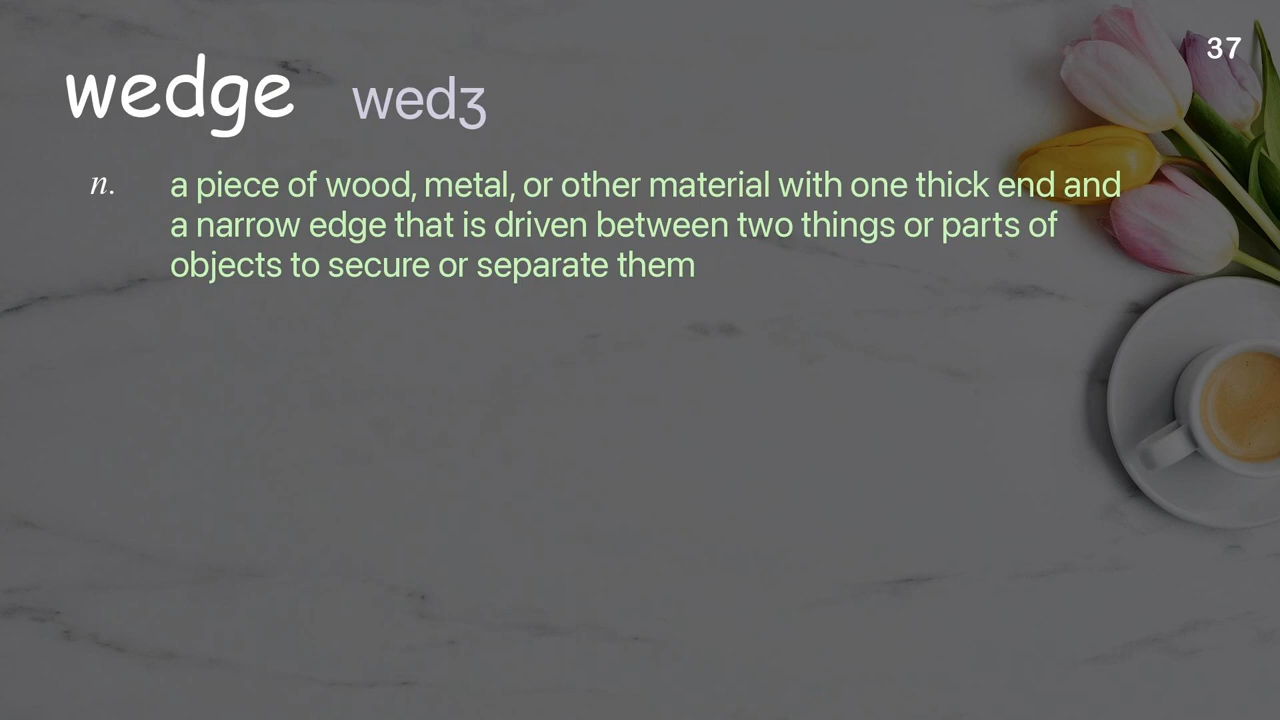 37
wedge wedʒ
n. a piece of wood, metal, or other material with one thick end and
a narrow edge that is driven between two things or parts of
objects to secure or separate them